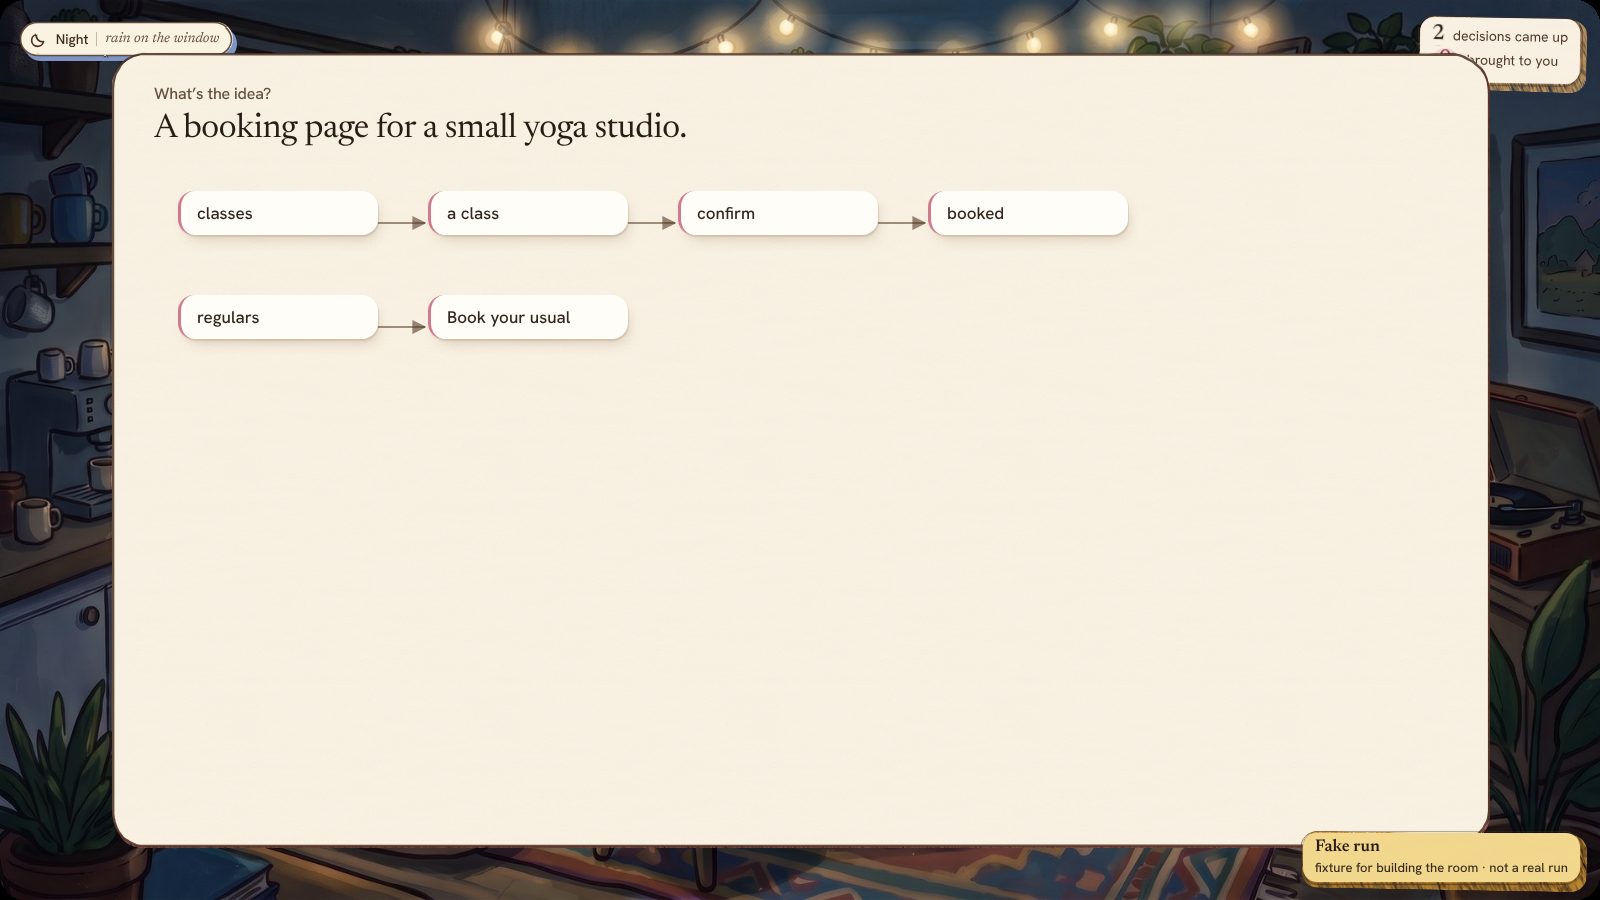 Night | rain on the window
2 decisions came up
brought to you
What's the idea?
A booking page for a small yoga studio.
classes
a class
confirm
booked
regulars
Book your usual
Fake run
fixture for building the room · not a real run